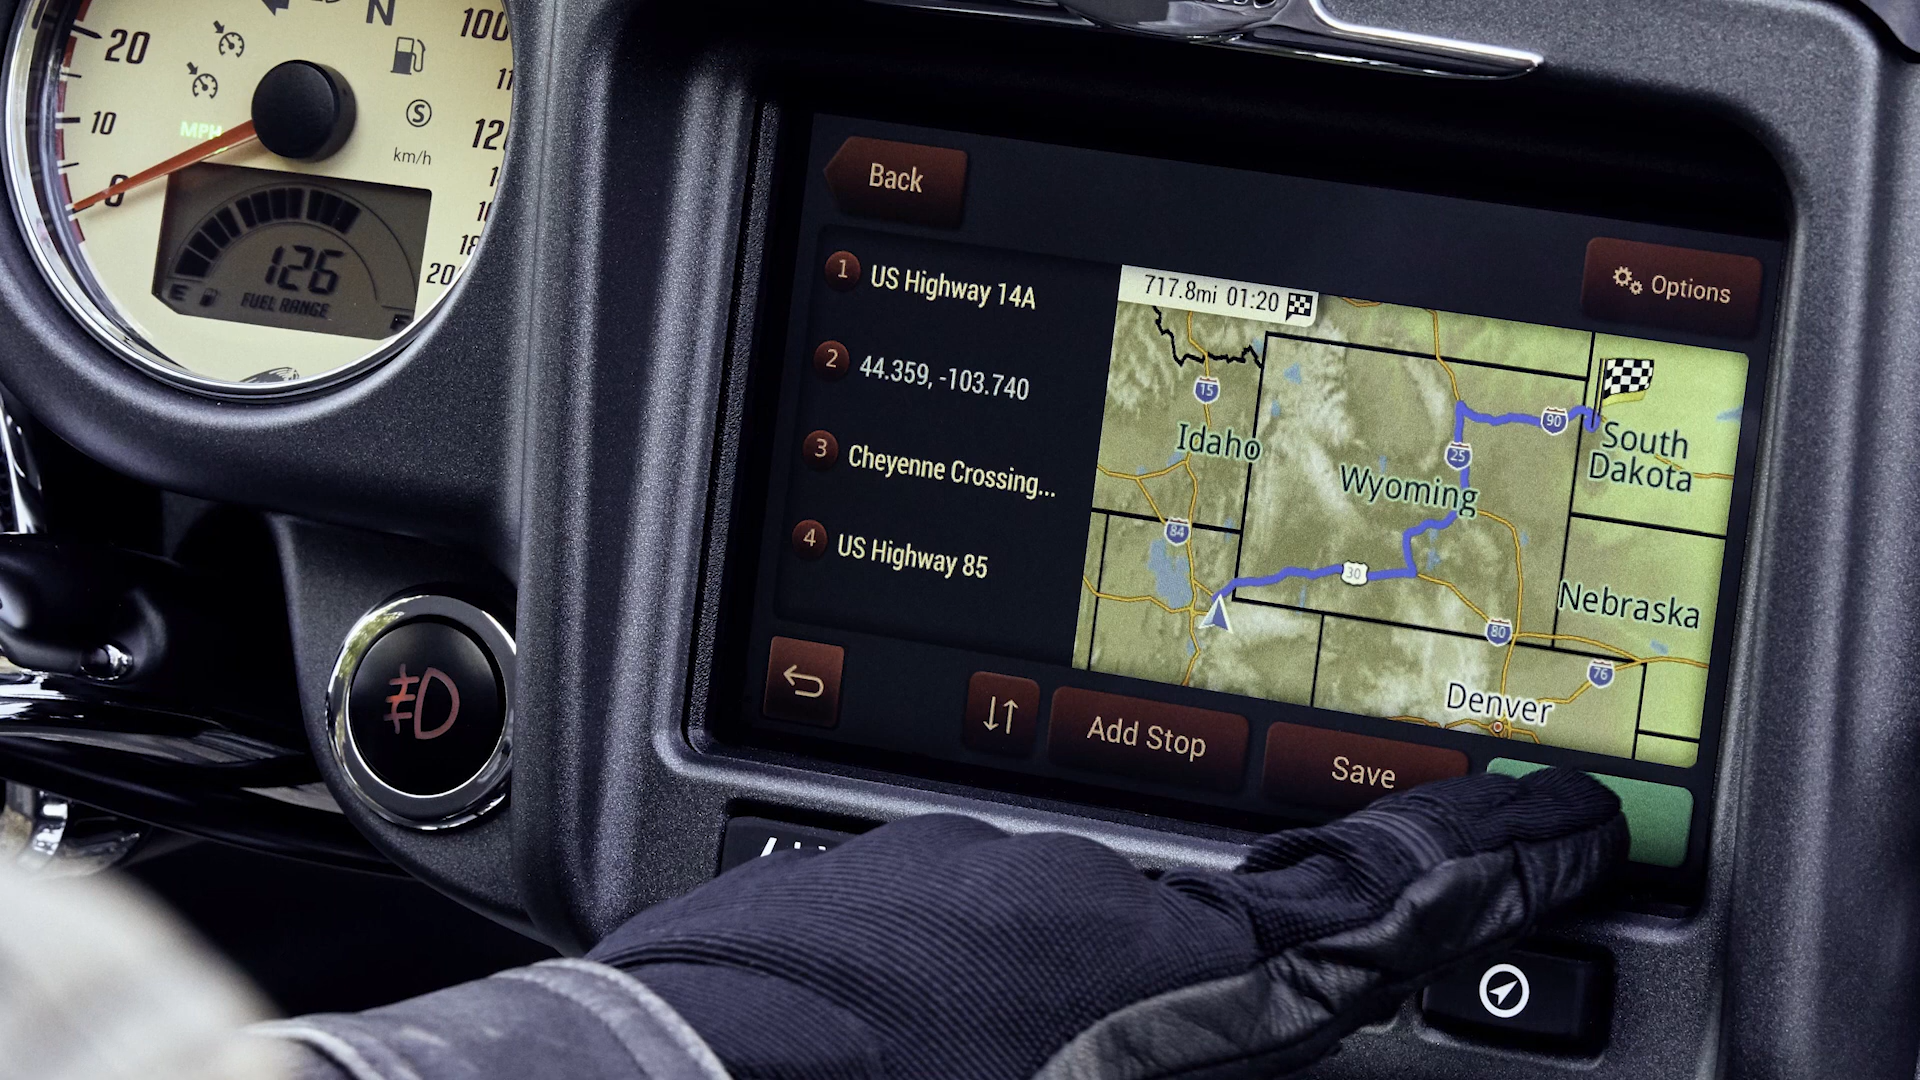 N
100
20
10
0
MPH
S
km/h
126
FUEL RANGE
E
Back
Options
1 US Highway 14A
2 44.359, -103.740
3 Cheyenne Crossing...
4 US Highway 85
717.8mi 01:20
15
90
Idaho
25
South
Dakota
Wyoming
84
30
Nebraska
80
76
Denver
Add Stop
Save